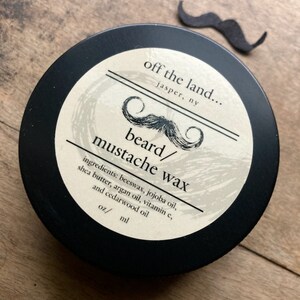 off the land...
jasper, ny
beard/
mustache wax
ingredients: beeswax, jojoba oil,
shea butter, argan oil, vitamin e,
and cedarwood oil
oz/ ml